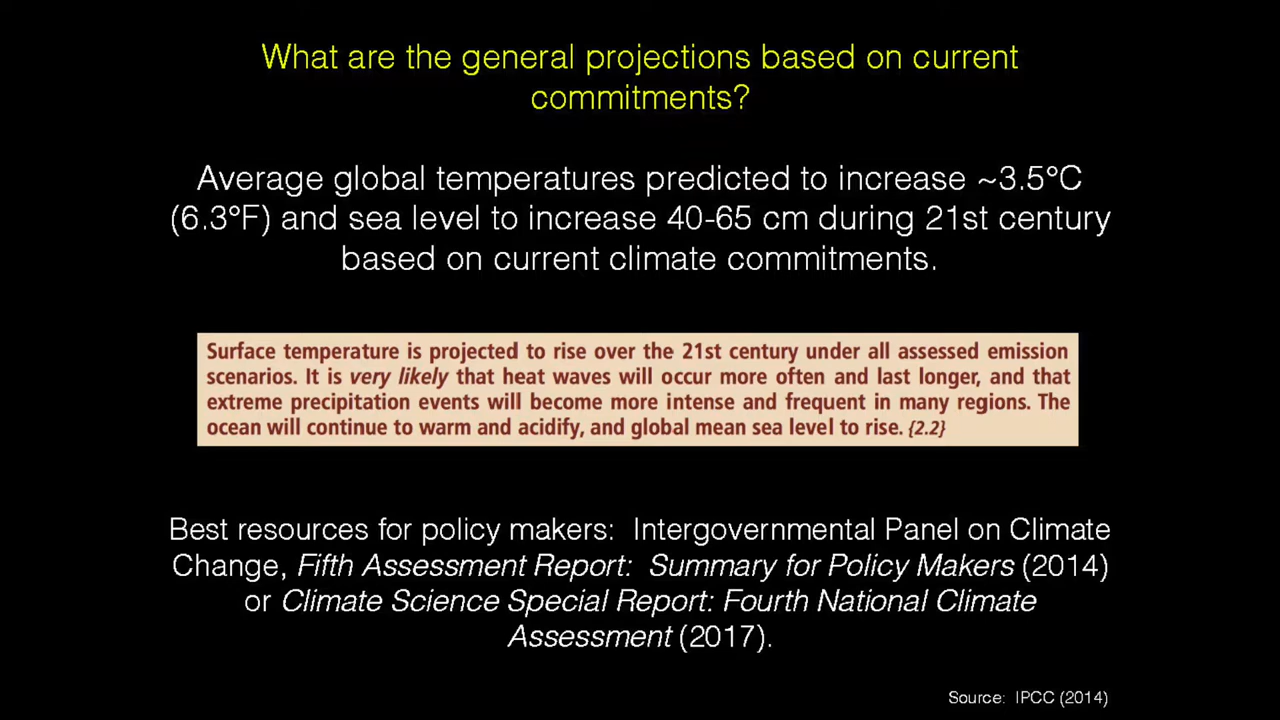 What are the general projections based on current
commitments?
Average global temperatures predicted to increase ~3.5°C
(6.3°F) and sea level to increase 40-65 cm during 21st century
based on current climate commitments.
Surface temperature is projected to rise over the 21st century under all assessed emission
scenarios. It is very likely that heat waves will occur more often and last longer, and that
extreme precipitation events will become more intense and frequent in many regions. The
ocean will continue to warm and acidify, and global mean sea level to rise. {2.2}
Best resources for policy makers:  Intergovernmental Panel on Climate
Change, Fifth Assessment Report:  Summary for Policy Makers (2014)
or Climate Science Special Report: Fourth National Climate
Assessment (2017).
Source:  IPCC (2014)